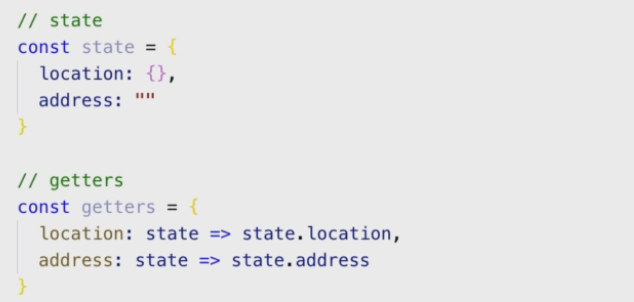 // state
const state = {
  location: {},
  address: ""
}

// getters
const getters = {
  location: state => state.location,
  address: state => state.address
}